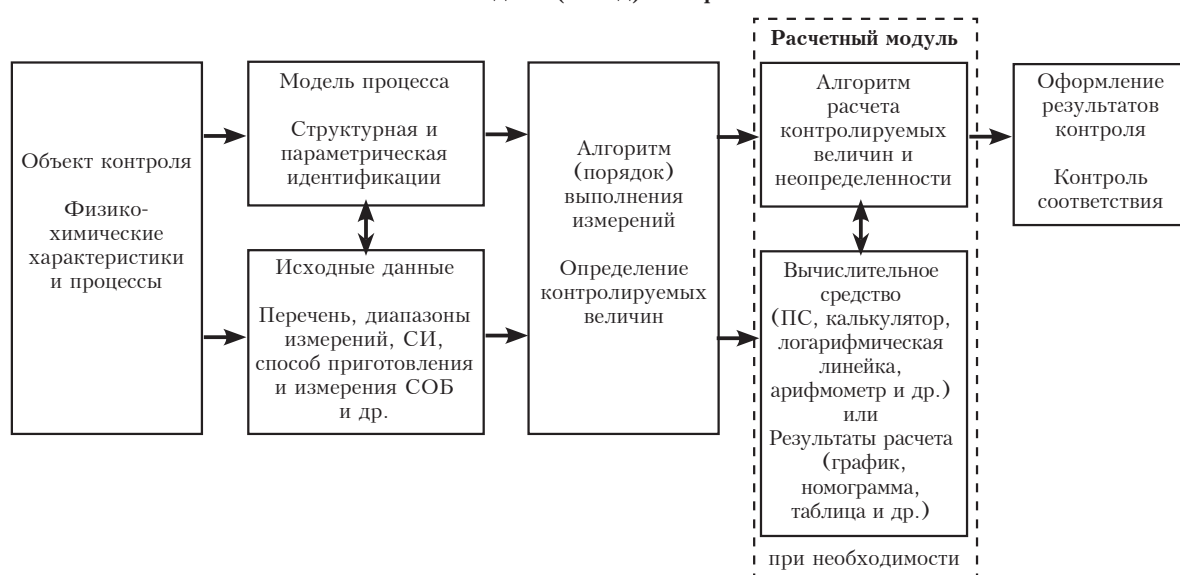 Расчетный модуль
Объект контроля
Физико-
химические
характеристики
и процессы
Модель процесса
Структурная и
параметрическая
идентификации
Исходные данные
Перечень, диапазоны
измерений, СИ,
способ приготовления
и измерения СОБ
и др.
Алгоритм
(порядок)
выполнения
измерений
Определение
контролируемых
величин
Алгоритм
расчета
контролируемых
величин и
неопределенности
Вычислительное
средство
(ПС, калькулятор,
логарифмическая
линейка,
арифмометр и др.)
или
Результаты расчета
(график,
номограмма,
таблица и др.)
при необходимости
Оформление
результатов
контроля
Контроль
соответствия